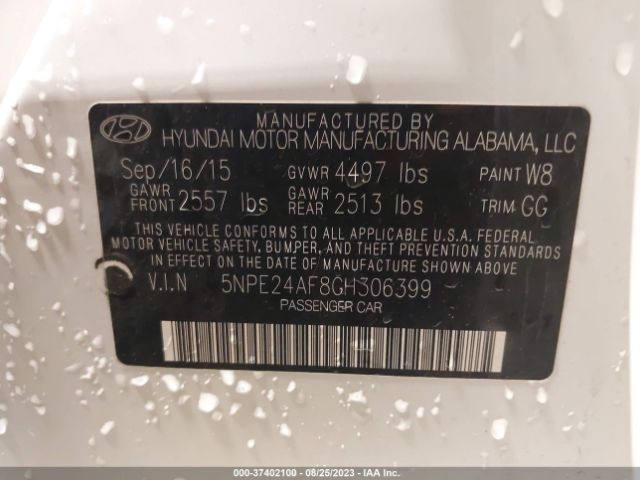 MANUFACTURED BY
HYUNDAI MOTOR MANUFACTURING ALABAMA, LLC
Sep/16/15 GVWR 4497 lbs PAINT W8
GAWR FRONT 2557 lbs GAWR REAR 2513 lbs TRIM GG
THIS VEHICLE CONFORMS TO ALL APPLICABLE U.S.A. FEDERAL
MOTOR VEHICLE SAFETY, BUMPER, AND THEFT PREVENTION STANDARDS
IN EFFECT ON THE DATE OF MANUFACTURE SHOWN ABOVE.
V.I.N 5NPE24AF8GH306399
PASSENGER CAR
000-37402100 - 08/25/2023 - IAA Inc.